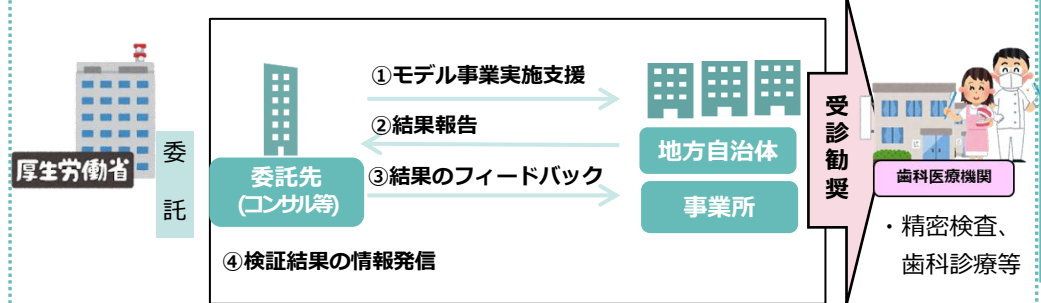 厚生労働省
委
託
委託先
(コンサル等)
①モデル事業実施支援
②結果報告
③結果のフィードバック
④検証結果の情報発信
地方自治体
事業所
受
診
勧
奨
歯科医療機関
・精密検査、
歯科診療等